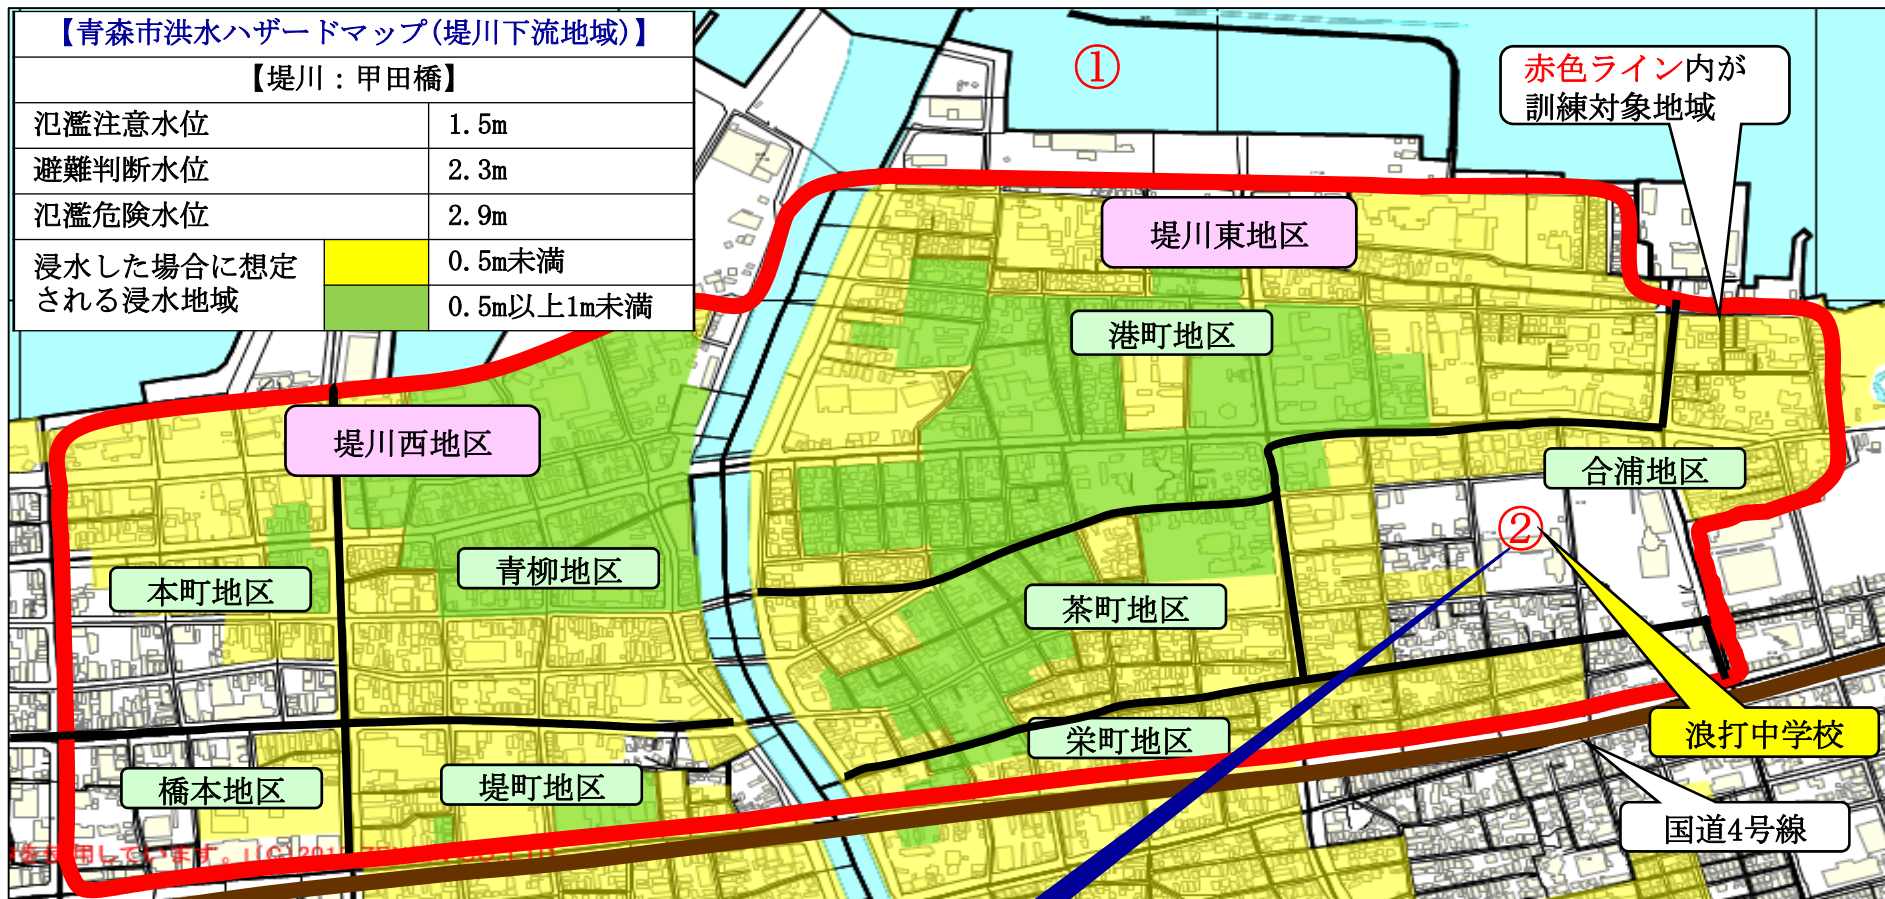 【青森市洪水ハザードマップ(堤川下流地域)】
【堤川：甲田橋】
氾濫注意水位 1.5m
避難判断水位 2.3m
氾濫危険水位 2.9m
浸水した場合に想定
される浸水地域
0.5m未満
0.5m以上1m未満
①
赤色ライン内が
訓練対象地域
堤川東地区
港町地区
堤川西地区
合浦地区
②
青柳地区
本町地区
茶町地区
栄町地区
浪打中学校
橋本地区
堤町地区
国道4号線
用しています。